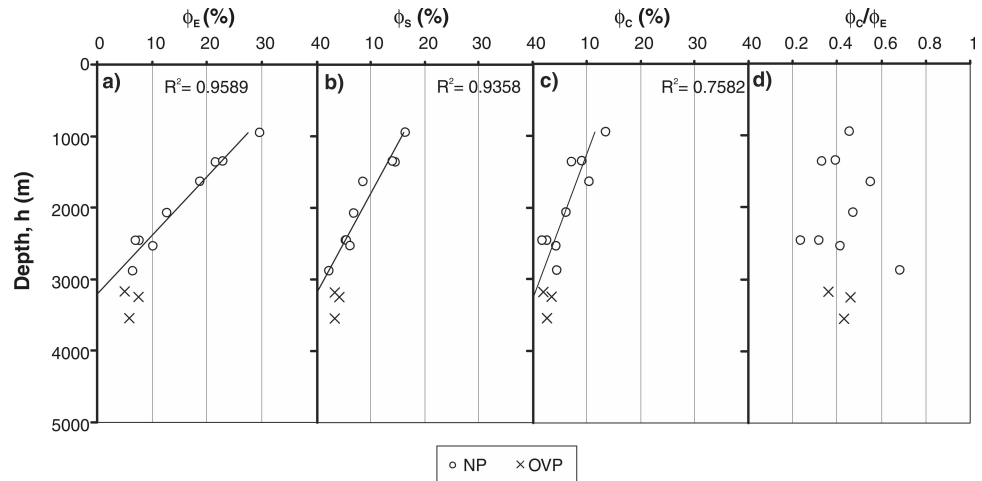 ϕE (%) ϕS (%) ϕC (%) ϕC/ϕE
0 10 20 30 40 10 20 30 40 10 20 30 40 0.2 0.4 0.6 0.8 1
0
a) b) c) d)
R²= 0.9589 R²= 0.9358 R²= 0.7582
1000
2000
3000
4000
5000
Depth, h (m)
NP OVP